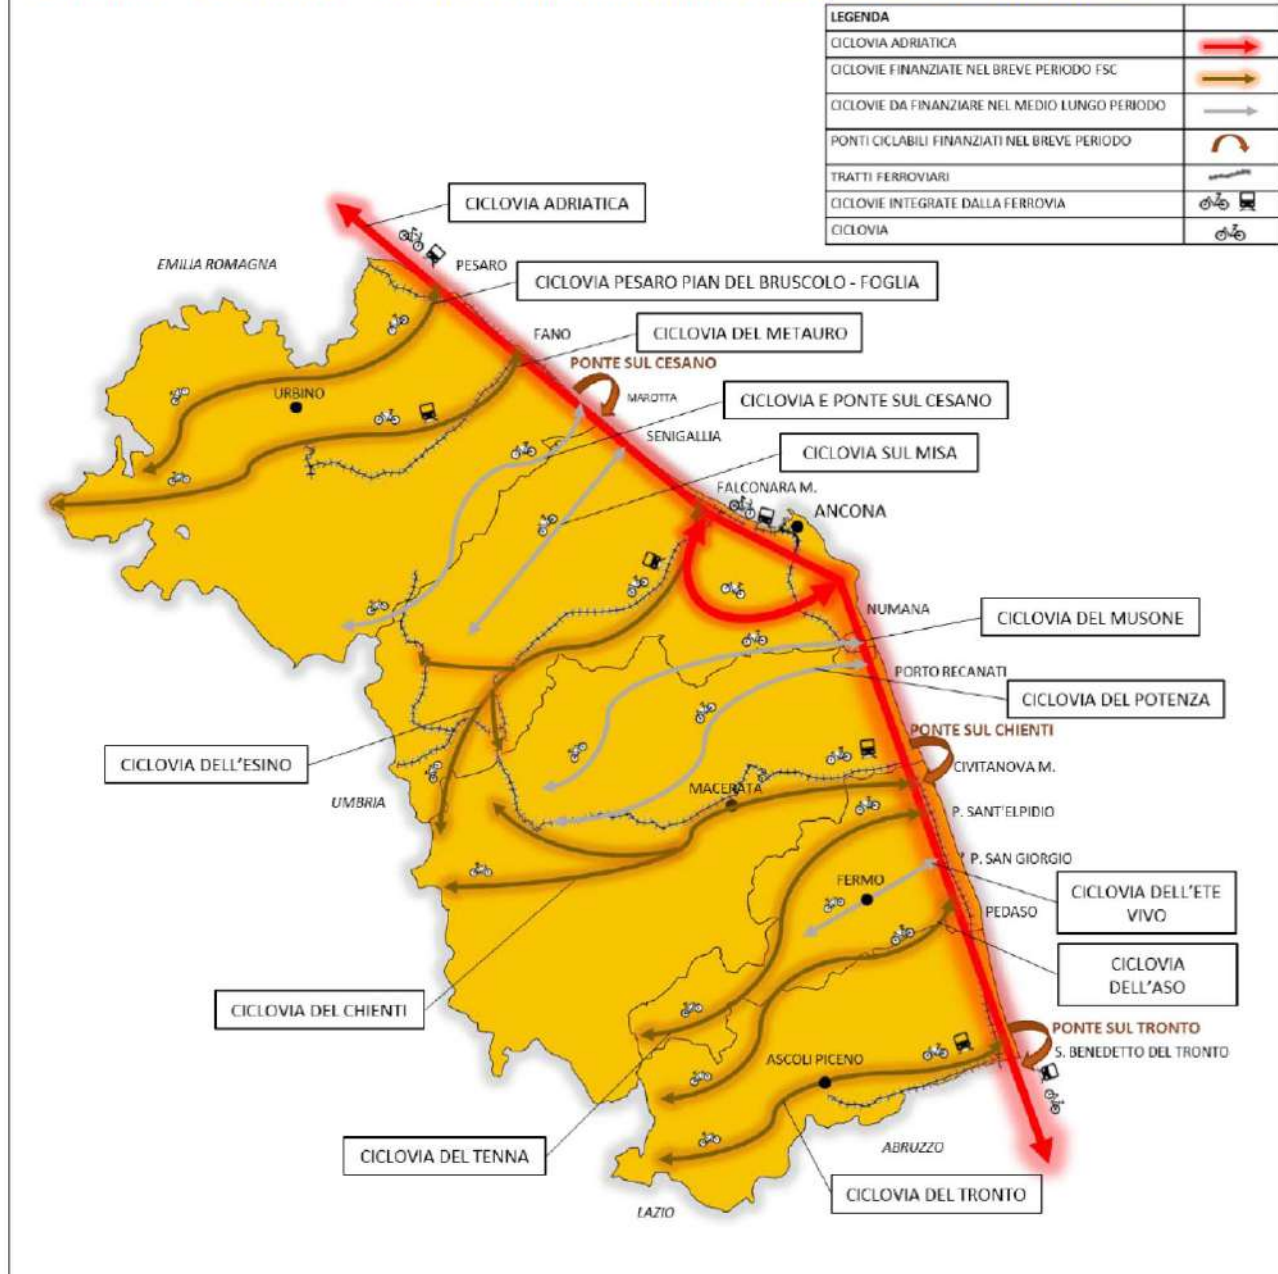 LEGENDA
CICLOVIA ADRIATICA
CICLOVIE FINANZIATE NEL BREVE PERIODO FSC
CICLOVIE DA FINANZIARE NEL MEDIO LUNGO PERIODO
PONTI CICLABILI FINANZIATI NEL BREVE PERIODO
TRATTI FERROVIARI
CICLOVIE INTEGRATE DALLA FERROVIA
CICLOVIA
CICLOVIA ADRIATICA
EMILIA ROMAGNA
PESARO
CICLOVIA PESARO PIAN DEL BRUSCOLO - FOGLIA
FANO
CICLOVIA DEL METAURO
PONTE SUL CESANO
URBINO
MAROTTA
CICLOVIA E PONTE SUL CESANO
SENIGALLIA
CICLOVIA SUL MISA
FALCONARA M.
ANCONA
NUMANA
CICLOVIA DEL MUSONE
PORTO RECANATI
CICLOVIA DEL POTENZA
PONTE SUL CHIENTI
CICLOVIA DELL'ESINO
CIVITANOVA M.
UMBRIA
MACERATA
P. SANT'ELPIDIO
P. SAN GIORGIO
FERMO
CICLOVIA DELL'ETE
VIVO
PEDASO
CICLOVIA
DELL'ASO
CICLOVIA DEL CHIENTI
PONTE SUL TRONTO
S. BENEDETTO DEL TRONTO
ASCOLI PICENO
CICLOVIA DEL TENNA
ABRUZZO
CICLOVIA DEL TRONTO
LAZIO